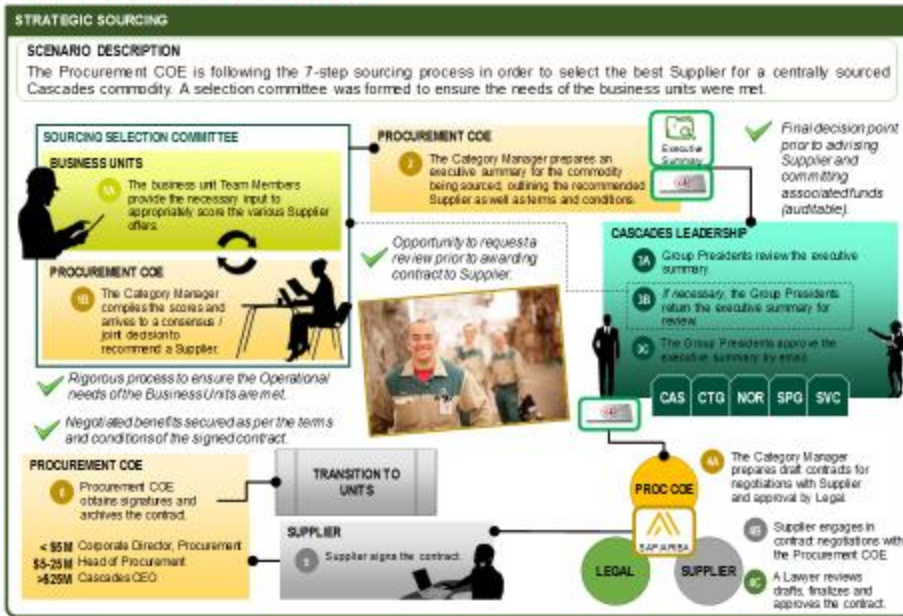 STRATEGIC SOURCING
SCENARIO DESCRIPTION
The Procurement COE is following the 7-step sourcing process in order to select the best Supplier for a centrally sourced
Cascades commodity. A selection committee was formed to ensure the needs of the business units were met.
SOURCING SELECTION COMMITTEE
BUSINESS UNITS
1A
The business unit Team Members
provide the necessary input to
appropriately score the various Supplier
offers.
PROCUREMENT COE
1B
The Category Manager
compiles the scores and
arrives to a consensus /
joint decision to
recommend a Supplier.
PROCUREMENT COE
2
The Category Manager prepares an
executive summary for the commodity
being sourced, outlining the recommended
Supplier as well as terms and conditions.
Executive
Summary
Final decision point
prior to advising
Supplier and
committing
associated funds
(auditable).
Opportunity to request a
review prior to awarding
contract to Supplier.
CASCADES LEADERSHIP
3A
Group Presidents review the executive
summary.
3B
If necessary, the Group Presidents
return the executive summary for
review.
3C
The Group Presidents approve the
executive summary by email.
CAS
CTG
NOR
SPG
SVC
Rigorous process to ensure the Operational
needs of the Business Units are met.
Negotiated benefits secured as per the terms
and conditions of the signed contract.
PROCUREMENT COE
6
Procurement COE
obtains signatures and
archives the contract.
< $5M Corporate Director, Procurement
$5-25M Head of Procurement
>$25M Cascades CEO
TRANSITION TO
UNITS
SUPPLIER
5
Supplier signs the contract.
PROC COE
SAP ARIBA
LEGAL
SUPPLIER
4A
The Category Manager
prepares draft contracts for
negotiations with Supplier
and approval by Legal.
4B
Supplier engages in
contract negotiations with
the Procurement COE.
4C
A Lawyer reviews
drafts, finalizes and
approves the contract.